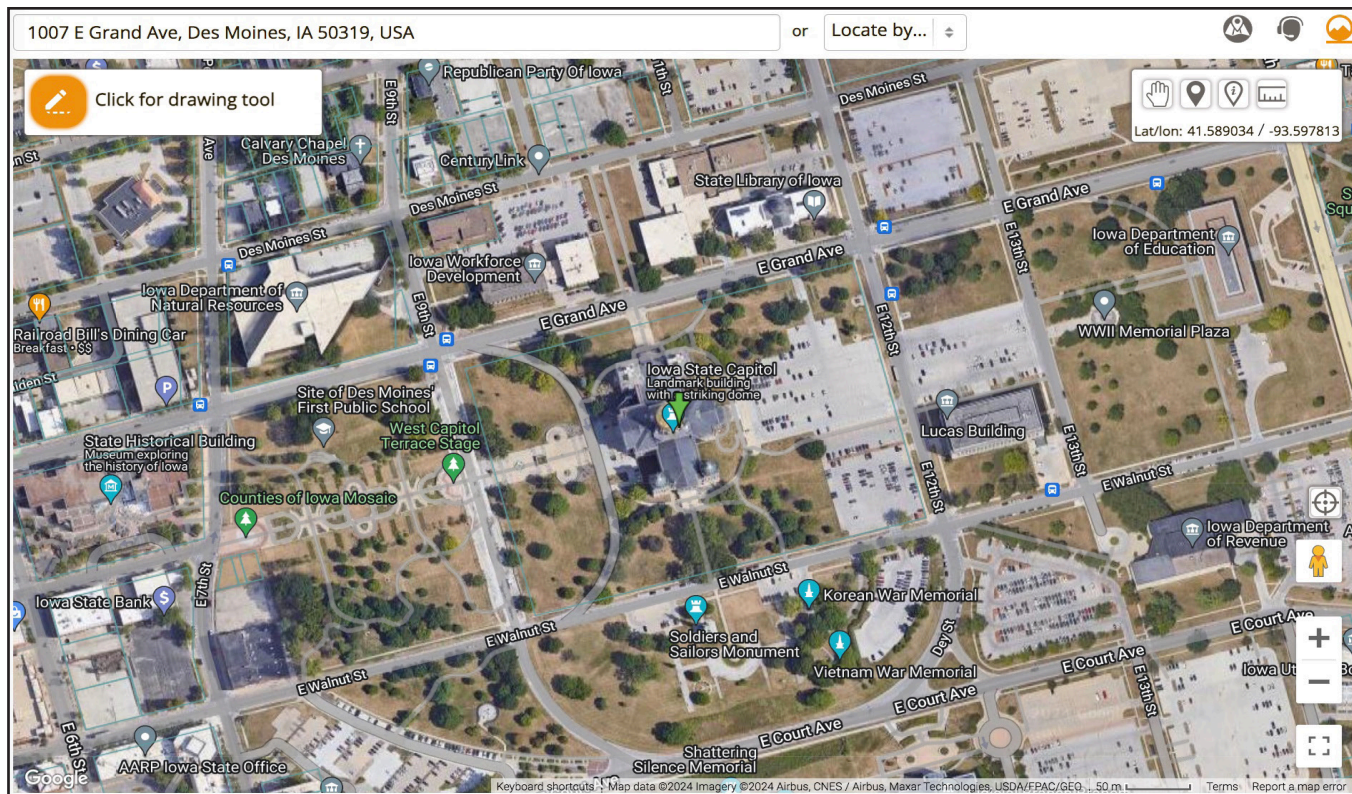 1007 E Grand Ave, Des Moines, IA 50319, USA
or
Locate by...
Click for drawing tool
Lat/lon: 41.589034 / -93.597813
Republican Party Of Iowa
Des Moines St
E 9th St
Ave
Calvary Chapel
Des Moines
CenturyLink
State Library of Iowa
Des Moines St
E Grand Ave
Des Moines St
Iowa Department
of Education
Iowa Workforce
Development
E Grand Ave
E 13th St
Iowa Department of
Natural Resources
E 9th St
E Grand Ave
E 12th St
WWII Memorial Plaza
Railroad Bill's Dining Car
Breakfast • $$
P
Iowa State Capitol
Landmark building
with striking dome
Site of Des Moines'
First Public School
West Capitol
Terrace Stage
Lucas Building
E 13th St
State Historical Building
Museum exploring
the history of Iowa
E 12th St
E Walnut St
Counties of Iowa Mosaic
Iowa Department
of Revenue
E Walnut St
E 7th St
Iowa State Bank
Korean War Memorial
E Walnut St
Soldiers and
Sailors Monument
Dey St
E Court Ave
E Court Ave
Vietnam War Memorial
E Walnut St
E Court Ave
E 13th St
E 6th St
E Court Ave
Shattering
Silence Memorial
AARP Iowa State Office
Google
Keyboard shortcuts
Map data ©2024 Imagery ©2024 Airbus, CNES / Airbus, Maxar Technologies, USDA/FPAC/GEO
50 m
Terms
Report a map error